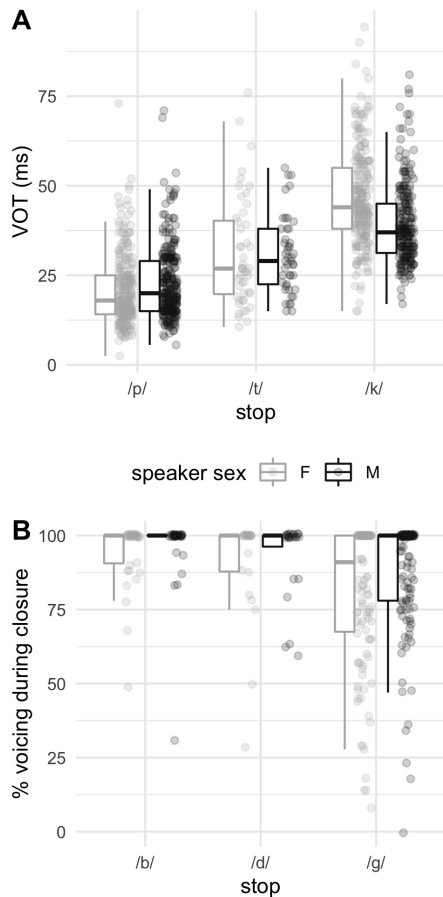 A
VOT (ms)
75
50
25
0
/p/
/t/
/k/
stop
speaker sex
F
M
B
% voicing during closure
100
75
50
25
0
/b/
/d/
/g/
stop